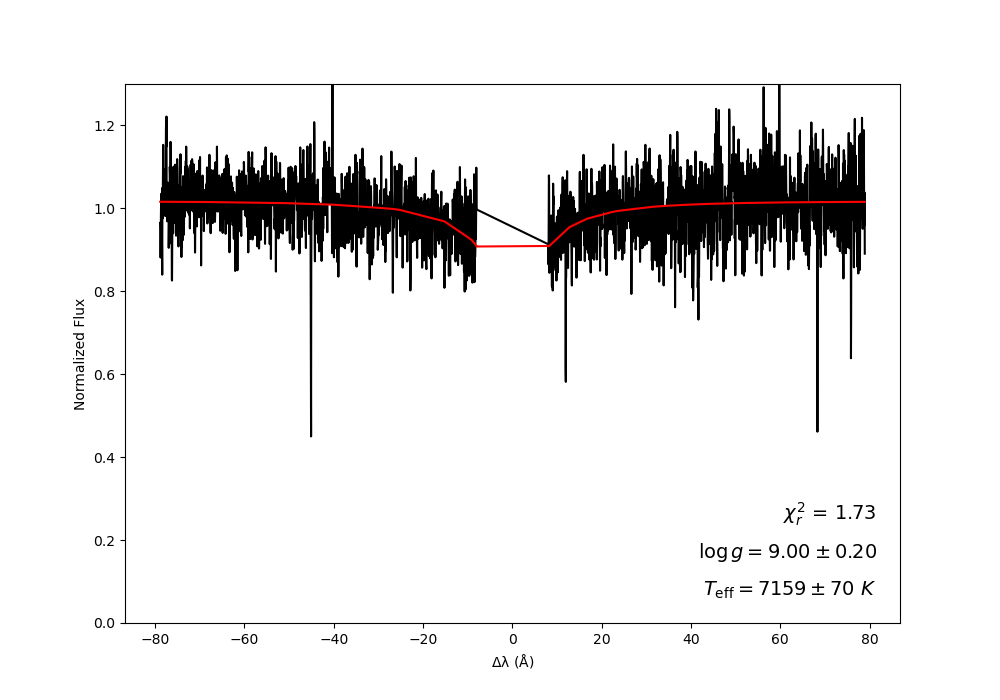 Normalized Flux
1.2
1.0
0.8
0.6
0.4
0.2
0.0
−80 −60 −40 −20 0 20 40 60 80
Δλ (Å)
χ²ᵣ = 1.73
log g = 9.00 ± 0.20
T_eff = 7159 ± 70 K